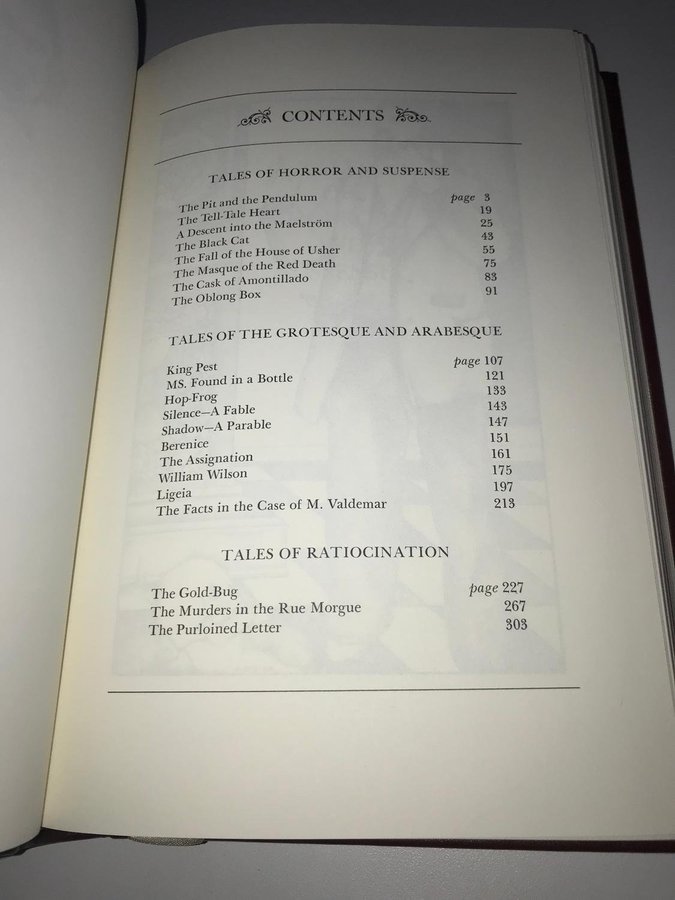 CONTENTS
TALES OF HORROR AND SUSPENSE
The Pit and the Pendulum page 3
The Tell-Tale Heart 19
A Descent into the Maelström 25
The Black Cat 43
The Fall of the House of Usher 55
The Masque of the Red Death 75
The Cask of Amontillado 83
The Oblong Box 91
TALES OF THE GROTESQUE AND ARABESQUE
King Pest page 107
MS. Found in a Bottle 121
Hop-Frog 133
Silence—A Fable 143
Shadow—A Parable 147
Berenice 151
The Assignation 161
William Wilson 175
Ligeia 197
The Facts in the Case of M. Valdemar 213
TALES OF RATIOCINATION
The Gold-Bug page 227
The Murders in the Rue Morgue 267
The Purloined Letter 303